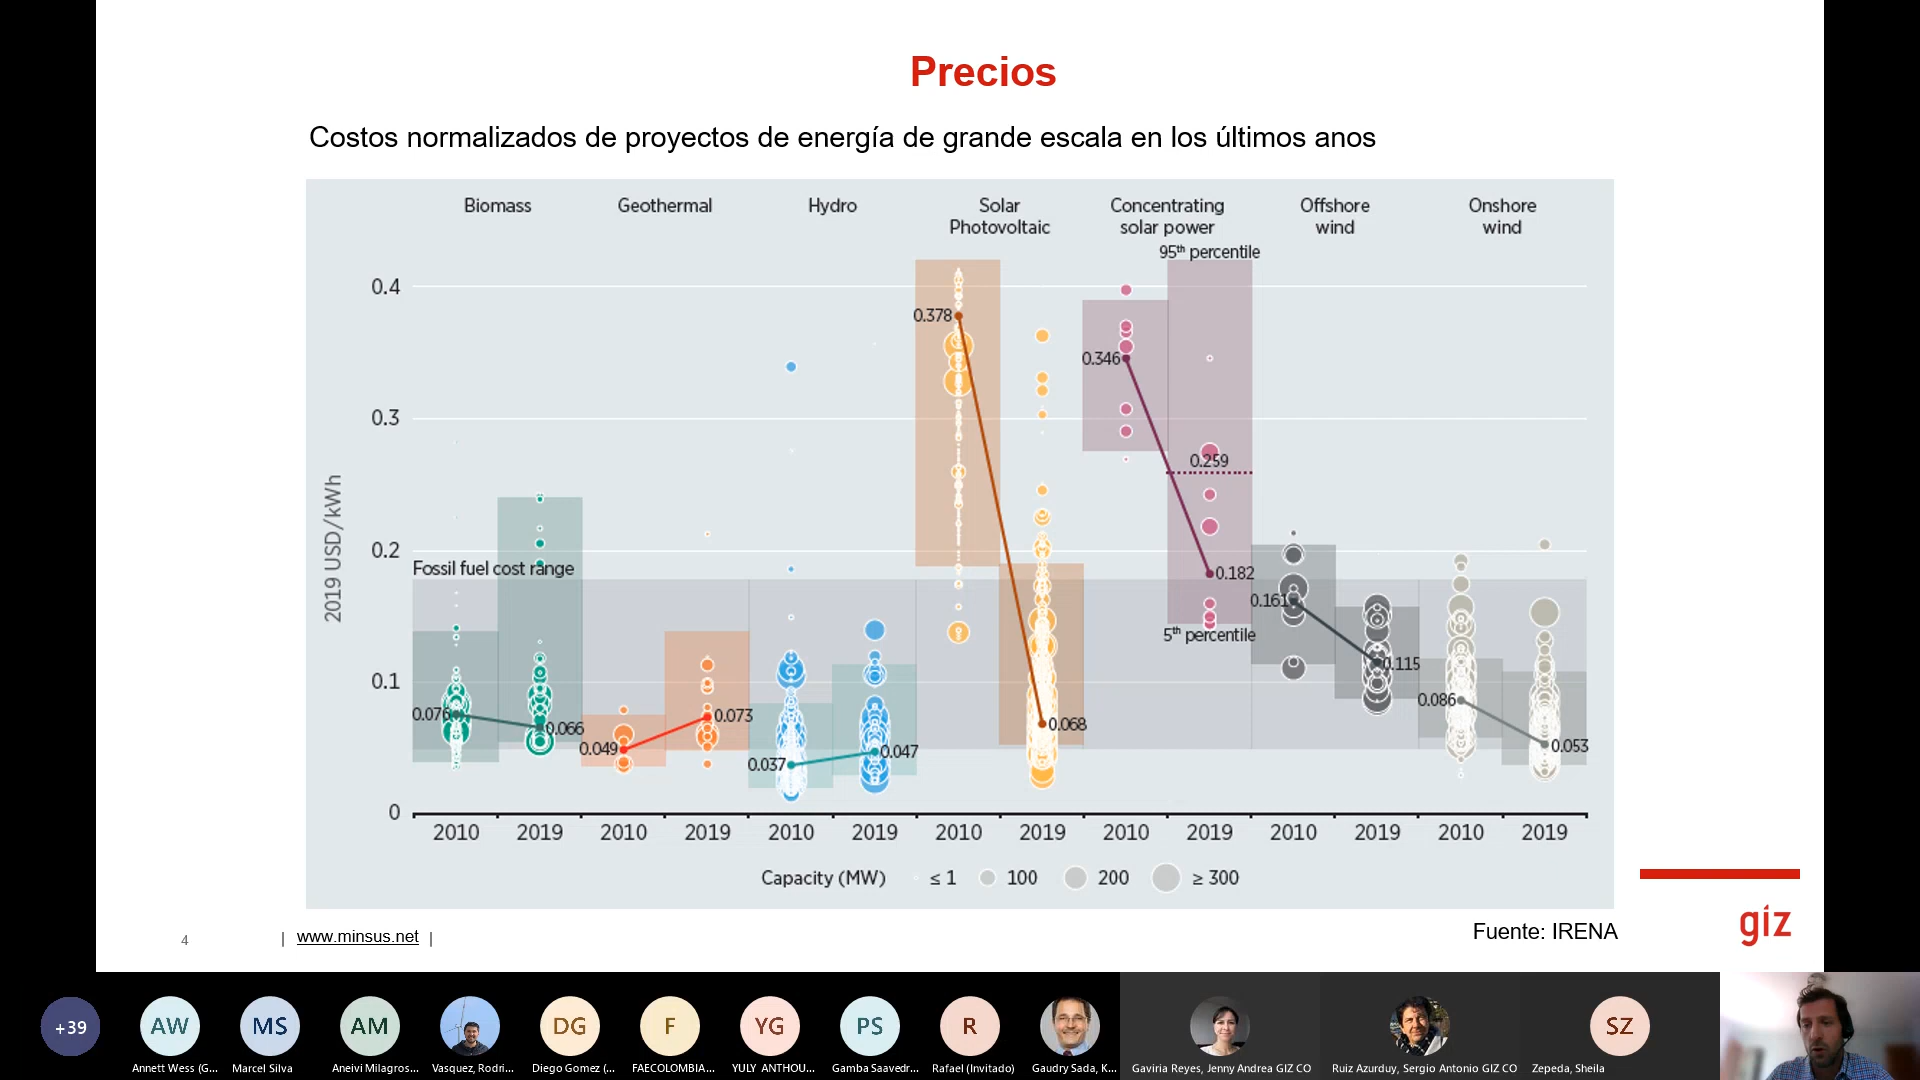 Precios
Costos normalizados de proyectos de energía de grande escala en los últimos anos
Biomass
Geothermal
Hydro
Solar
Photovoltaic
Concentrating
solar power
Offshore
wind
Onshore
wind
95th percentile
0.4
0.3
0.2
0.1
0
2019 USD/kWh
Fossil fuel cost range
0.076
0.066
0.049
0.073
0.037
0.047
0.378
0.068
0.346
0.259
0.182
5th percentile
0.161
0.115
0.086
0.053
2010 2019 2010 2019 2010 2019 2010 2019 2010 2019 2010 2019 2010 2019
Capacity (MW) ≤ 1 100 200 ≥ 300
4 | www.minsus.net |
Fuente: IRENA
giz
+39 AW MS AM DG F YG PS R SZ
Annett Wess (G... Marcel Silva Aneivi Milagros... Vasquez, Rodri... Diego Gomez (... FAECOLOMBIA... YULY ANTHOU... Gamba Saavedr... Rafael (Invitado) Gaudry Sada, K... Gaviria Reyes, Jenny Andrea GIZ CO Ruiz Azurduy, Sergio Antonio GIZ CO Zepeda, Sheila